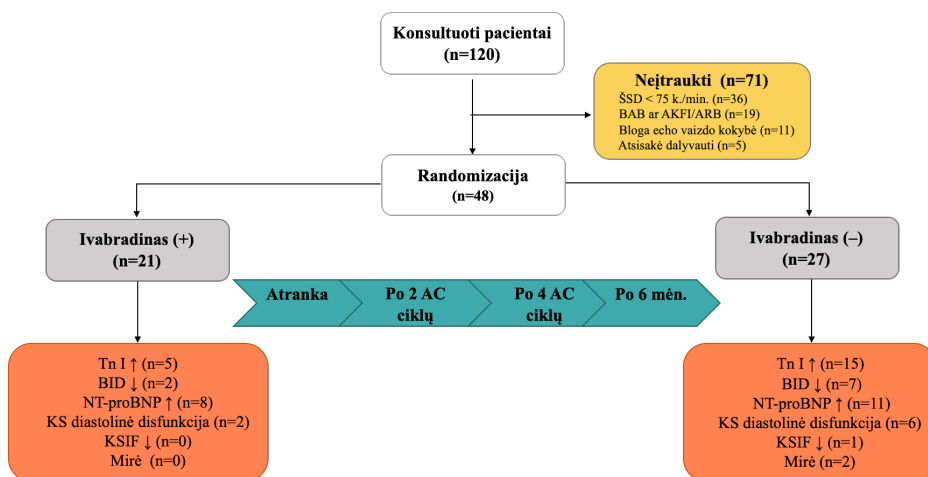 Konsultuoti pacientai
(n=120)
Neįtraukti (n=71)
ŠSD < 75 k./min. (n=36)
BAB ar AKFI/ARB (n=19)
Bloga echo vaizdo kokybė (n=11)
Atsisakė dalyvauti (n=5)
Randomizacija
(n=48)
Ivabradinas (+)
(n=21)
Ivabradinas (–)
(n=27)
Atranka
Po 2 AC
ciklų
Po 4 AC
ciklų
Po 6 mėn.
Tn I ↑ (n=5)
BID ↓ (n=2)
NT-proBNP ↑ (n=8)
KS diastolinė disfunkcija (n=2)
KSIF ↓ (n=0)
Mirė (n=0)
Tn I ↑ (n=15)
BID ↓ (n=7)
NT-proBNP ↑ (n=11)
KS diastolinė disfunkcija (n=6)
KSIF ↓ (n=1)
Mirė (n=2)